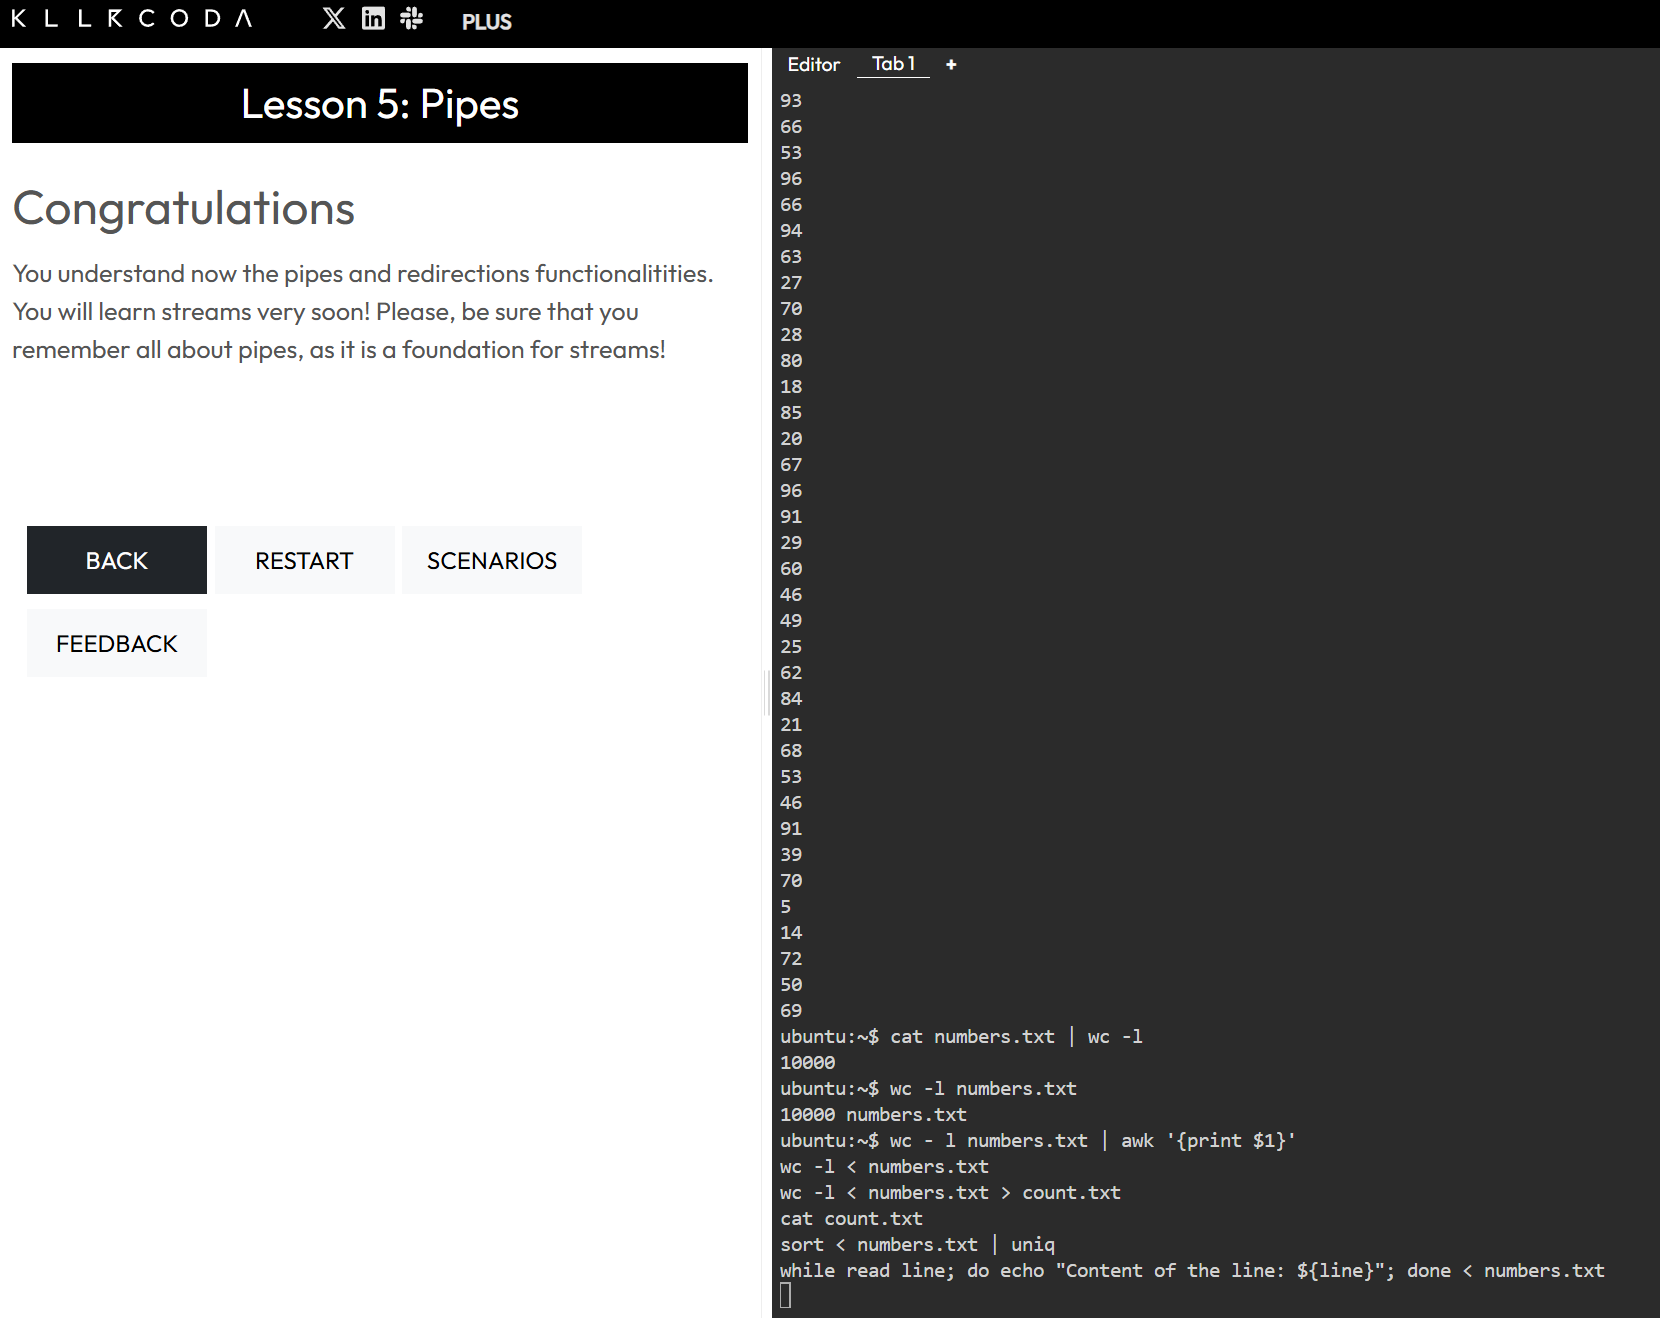 KLLRCODA
PLUS
Lesson 5: Pipes
Congratulations
You understand now the pipes and redirections functionalitities.
You will learn streams very soon! Please, be sure that you
remember all about pipes, as it is a foundation for streams!
BACK
RESTART
SCENARIOS
FEEDBACK
Editor
Tab 1
+
93
66
53
96
66
94
63
27
70
28
80
18
85
20
67
96
91
29
60
46
49
25
62
84
21
68
53
46
91
39
70
5
14
72
50
69
ubuntu:~$ cat numbers.txt | wc -l
10000
ubuntu:~$ wc -l numbers.txt
10000 numbers.txt
ubuntu:~$ wc - l numbers.txt | awk '{print $1}'
wc -l < numbers.txt
wc -l < numbers.txt > count.txt
cat count.txt
sort < numbers.txt | uniq
while read line; do echo "Content of the line: ${line}"; done < numbers.txt